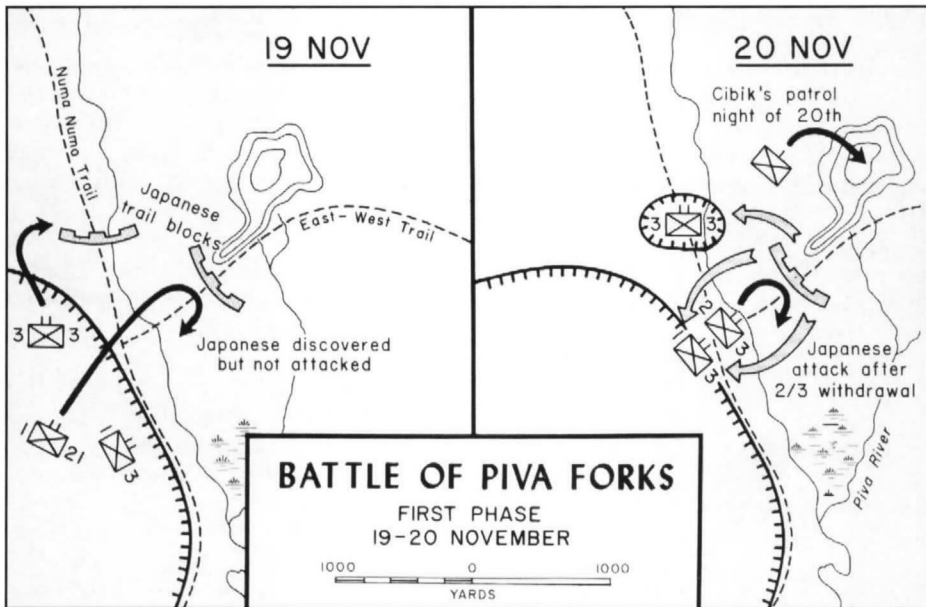 19 NOV
Numa Numa Trail
Japanese
trail blocks
East-West Trail
3 3
Japanese discovered
but not attacked
1 21
1 3
20 NOV
Cibik's patrol
night of 20th
3 3
2 3
1 3
Japanese
attack after
2/3 withdrawal
Piva River
BATTLE OF PIVA FORKS
FIRST PHASE
19-20 NOVEMBER
1000 0 1000
YARDS